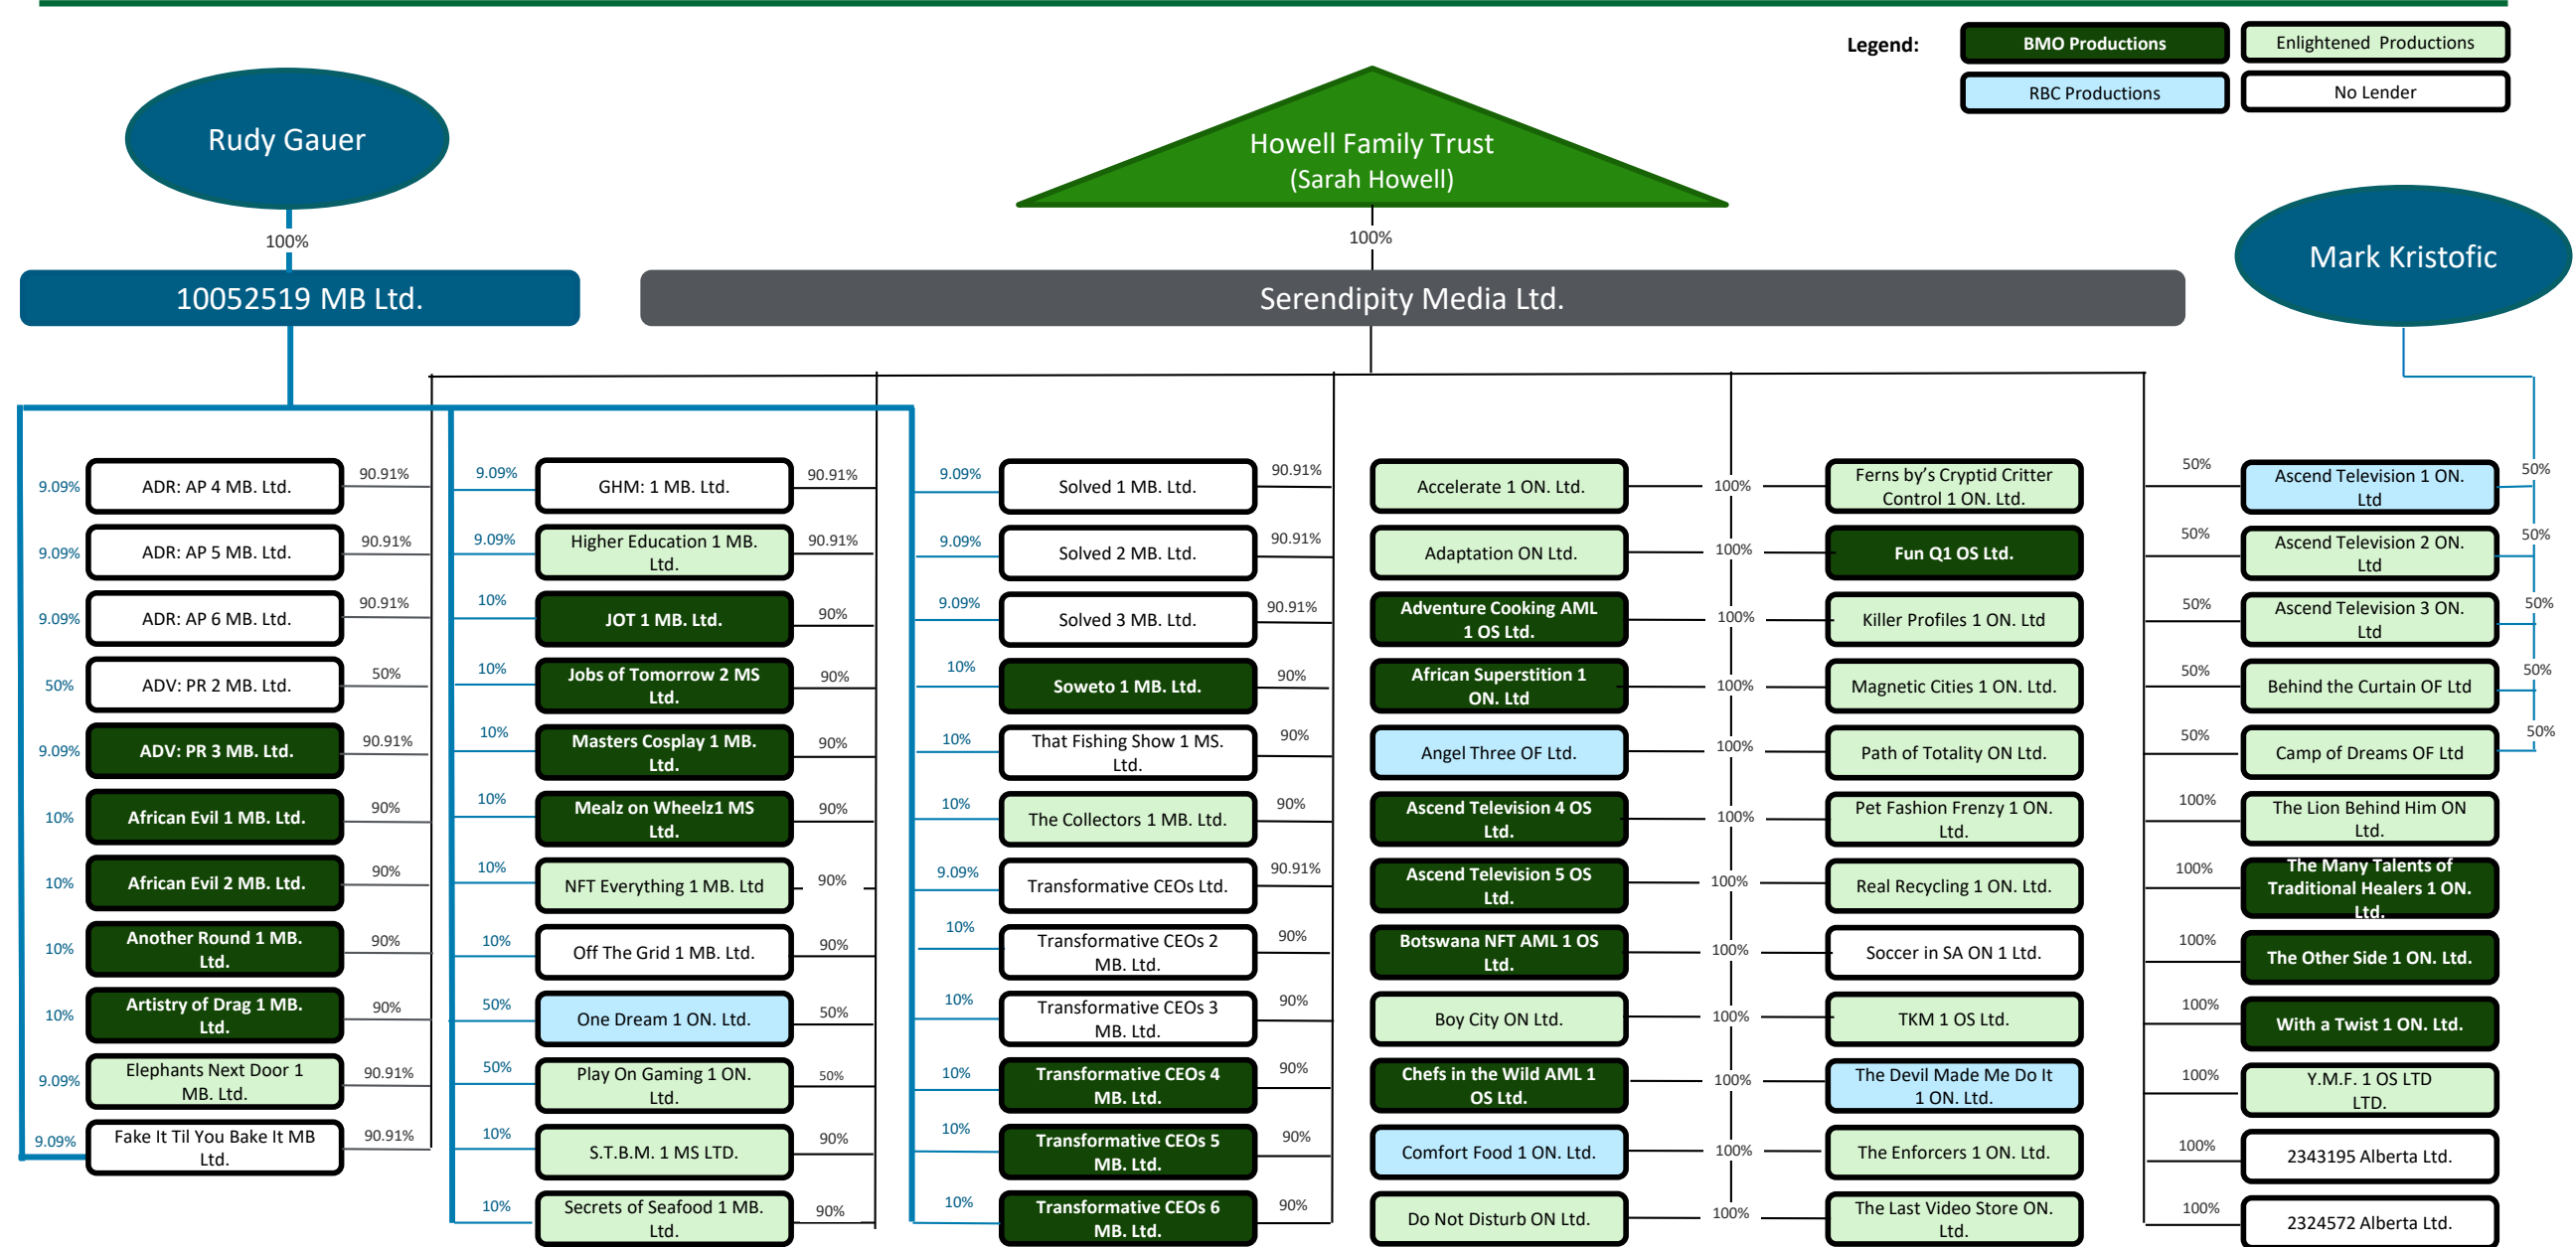 Legend:
BMO Productions
Enlightened Productions
RBC Productions
No Lender
Rudy Gauer
100%
10052519 MB Ltd.
Howell Family Trust
(Sarah Howell)
100%
Serendipity Media Ltd.
Mark Kristofic
9.09%
ADR: AP 4 MB. Ltd.
90.91%
9.09%
ADR: AP 5 MB. Ltd.
90.91%
9.09%
ADR: AP 6 MB. Ltd.
90.91%
50%
ADV: PR 2 MB. Ltd.
50%
9.09%
ADV: PR 3 MB. Ltd.
90.91%
10%
African Evil 1 MB. Ltd.
90%
10%
African Evil 2 MB. Ltd.
90%
10%
Another Round 1 MB.
Ltd.
90%
10%
Artistry of Drag 1 MB.
Ltd.
90%
9.09%
Elephants Next Door 1
MB. Ltd.
90.91%
9.09%
Fake It Til You Bake It MB
Ltd.
90.91%
9.09%
GHM: 1 MB. Ltd.
90.91%
9.09%
Higher Education 1 MB.
Ltd.
90.91%
10%
JOT 1 MB. Ltd.
90%
10%
Jobs of Tomorrow 2 MS
Ltd.
90%
10%
Masters Cosplay 1 MB.
Ltd.
90%
10%
Mealz on Wheelz1 MS
Ltd.
90%
10%
NFT Everything 1 MB. Ltd
90%
10%
Off The Grid 1 MB. Ltd.
90%
50%
One Dream 1 ON. Ltd.
50%
50%
Play On Gaming 1 ON.
Ltd.
50%
10%
S.T.B.M. 1 MS LTD.
90%
10%
Secrets of Seafood 1 MB.
Ltd.
90%
9.09%
Solved 1 MB. Ltd.
90.91%
9.09%
Solved 2 MB. Ltd.
90.91%
9.09%
Solved 3 MB. Ltd.
90.91%
10%
Soweto 1 MB. Ltd.
90%
10%
That Fishing Show 1 MS.
Ltd.
90%
10%
The Collectors 1 MB. Ltd.
90%
9.09%
Transformative CEOs Ltd.
90.91%
10%
Transformative CEOs 2
MB. Ltd.
90%
10%
Transformative CEOs 3
MB. Ltd.
90%
10%
Transformative CEOs 4
MB. Ltd.
90%
10%
Transformative CEOs 5
MB. Ltd.
90%
10%
Transformative CEOs 6
MB. Ltd.
90%
Accelerate 1 ON. Ltd.
100%
Ferns by’s Cryptid Critter
Control 1 ON. Ltd.
Adaptation ON Ltd.
100%
Fun Q1 OS Ltd.
Adventure Cooking AML
1 OS Ltd.
100%
Killer Profiles 1 ON. Ltd
African Superstition 1
ON. Ltd
100%
Magnetic Cities 1 ON. Ltd.
Angel Three OF Ltd.
100%
Path of Totality ON Ltd.
Ascend Television 4 OS
Ltd.
100%
Pet Fashion Frenzy 1 ON.
Ltd.
Ascend Television 5 OS
Ltd.
100%
Real Recycling 1 ON. Ltd.
Botswana NFT AML 1 OS
Ltd.
100%
Soccer in SA ON 1 Ltd.
Boy City ON Ltd.
100%
TKM 1 OS Ltd.
Chefs in the Wild AML 1
OS Ltd.
100%
The Devil Made Me Do It
1 ON. Ltd.
Comfort Food 1 ON. Ltd.
100%
The Enforcers 1 ON. Ltd.
Do Not Disturb ON Ltd.
100%
The Last Video Store ON.
Ltd.
50%
Ascend Television 1 ON.
Ltd
50%
50%
Ascend Television 2 ON.
Ltd
50%
50%
Ascend Television 3 ON.
Ltd
50%
50%
Behind the Curtain OF Ltd
50%
50%
Camp of Dreams OF Ltd
50%
100%
The Lion Behind Him ON
Ltd.
100%
The Many Talents of
Traditional Healers 1 ON.
Ltd.
100%
The Other Side 1 ON. Ltd.
100%
With a Twist 1 ON. Ltd.
100%
Y.M.F. 1 OS LTD
LTD.
100%
2343195 Alberta Ltd.
100%
2324572 Alberta Ltd.